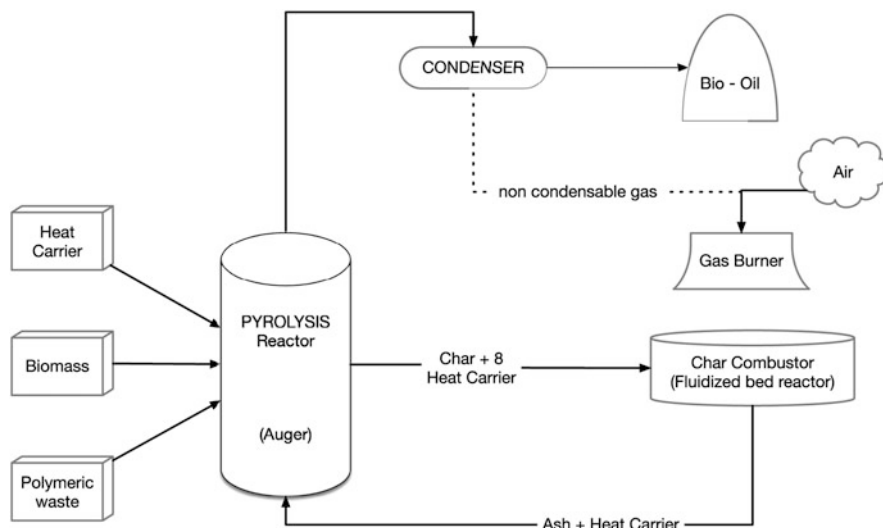 CONDENSER
Bio - Oil
Air
non condensable gas
Gas Burner
Heat
Carrier
Biomass
Polymeric
waste
PYROLYSIS
Reactor
(Auger)
Char + 8
Heat Carrier
Char Combustor
(Fluidized bed reactor)
Ash + Heat Carrier